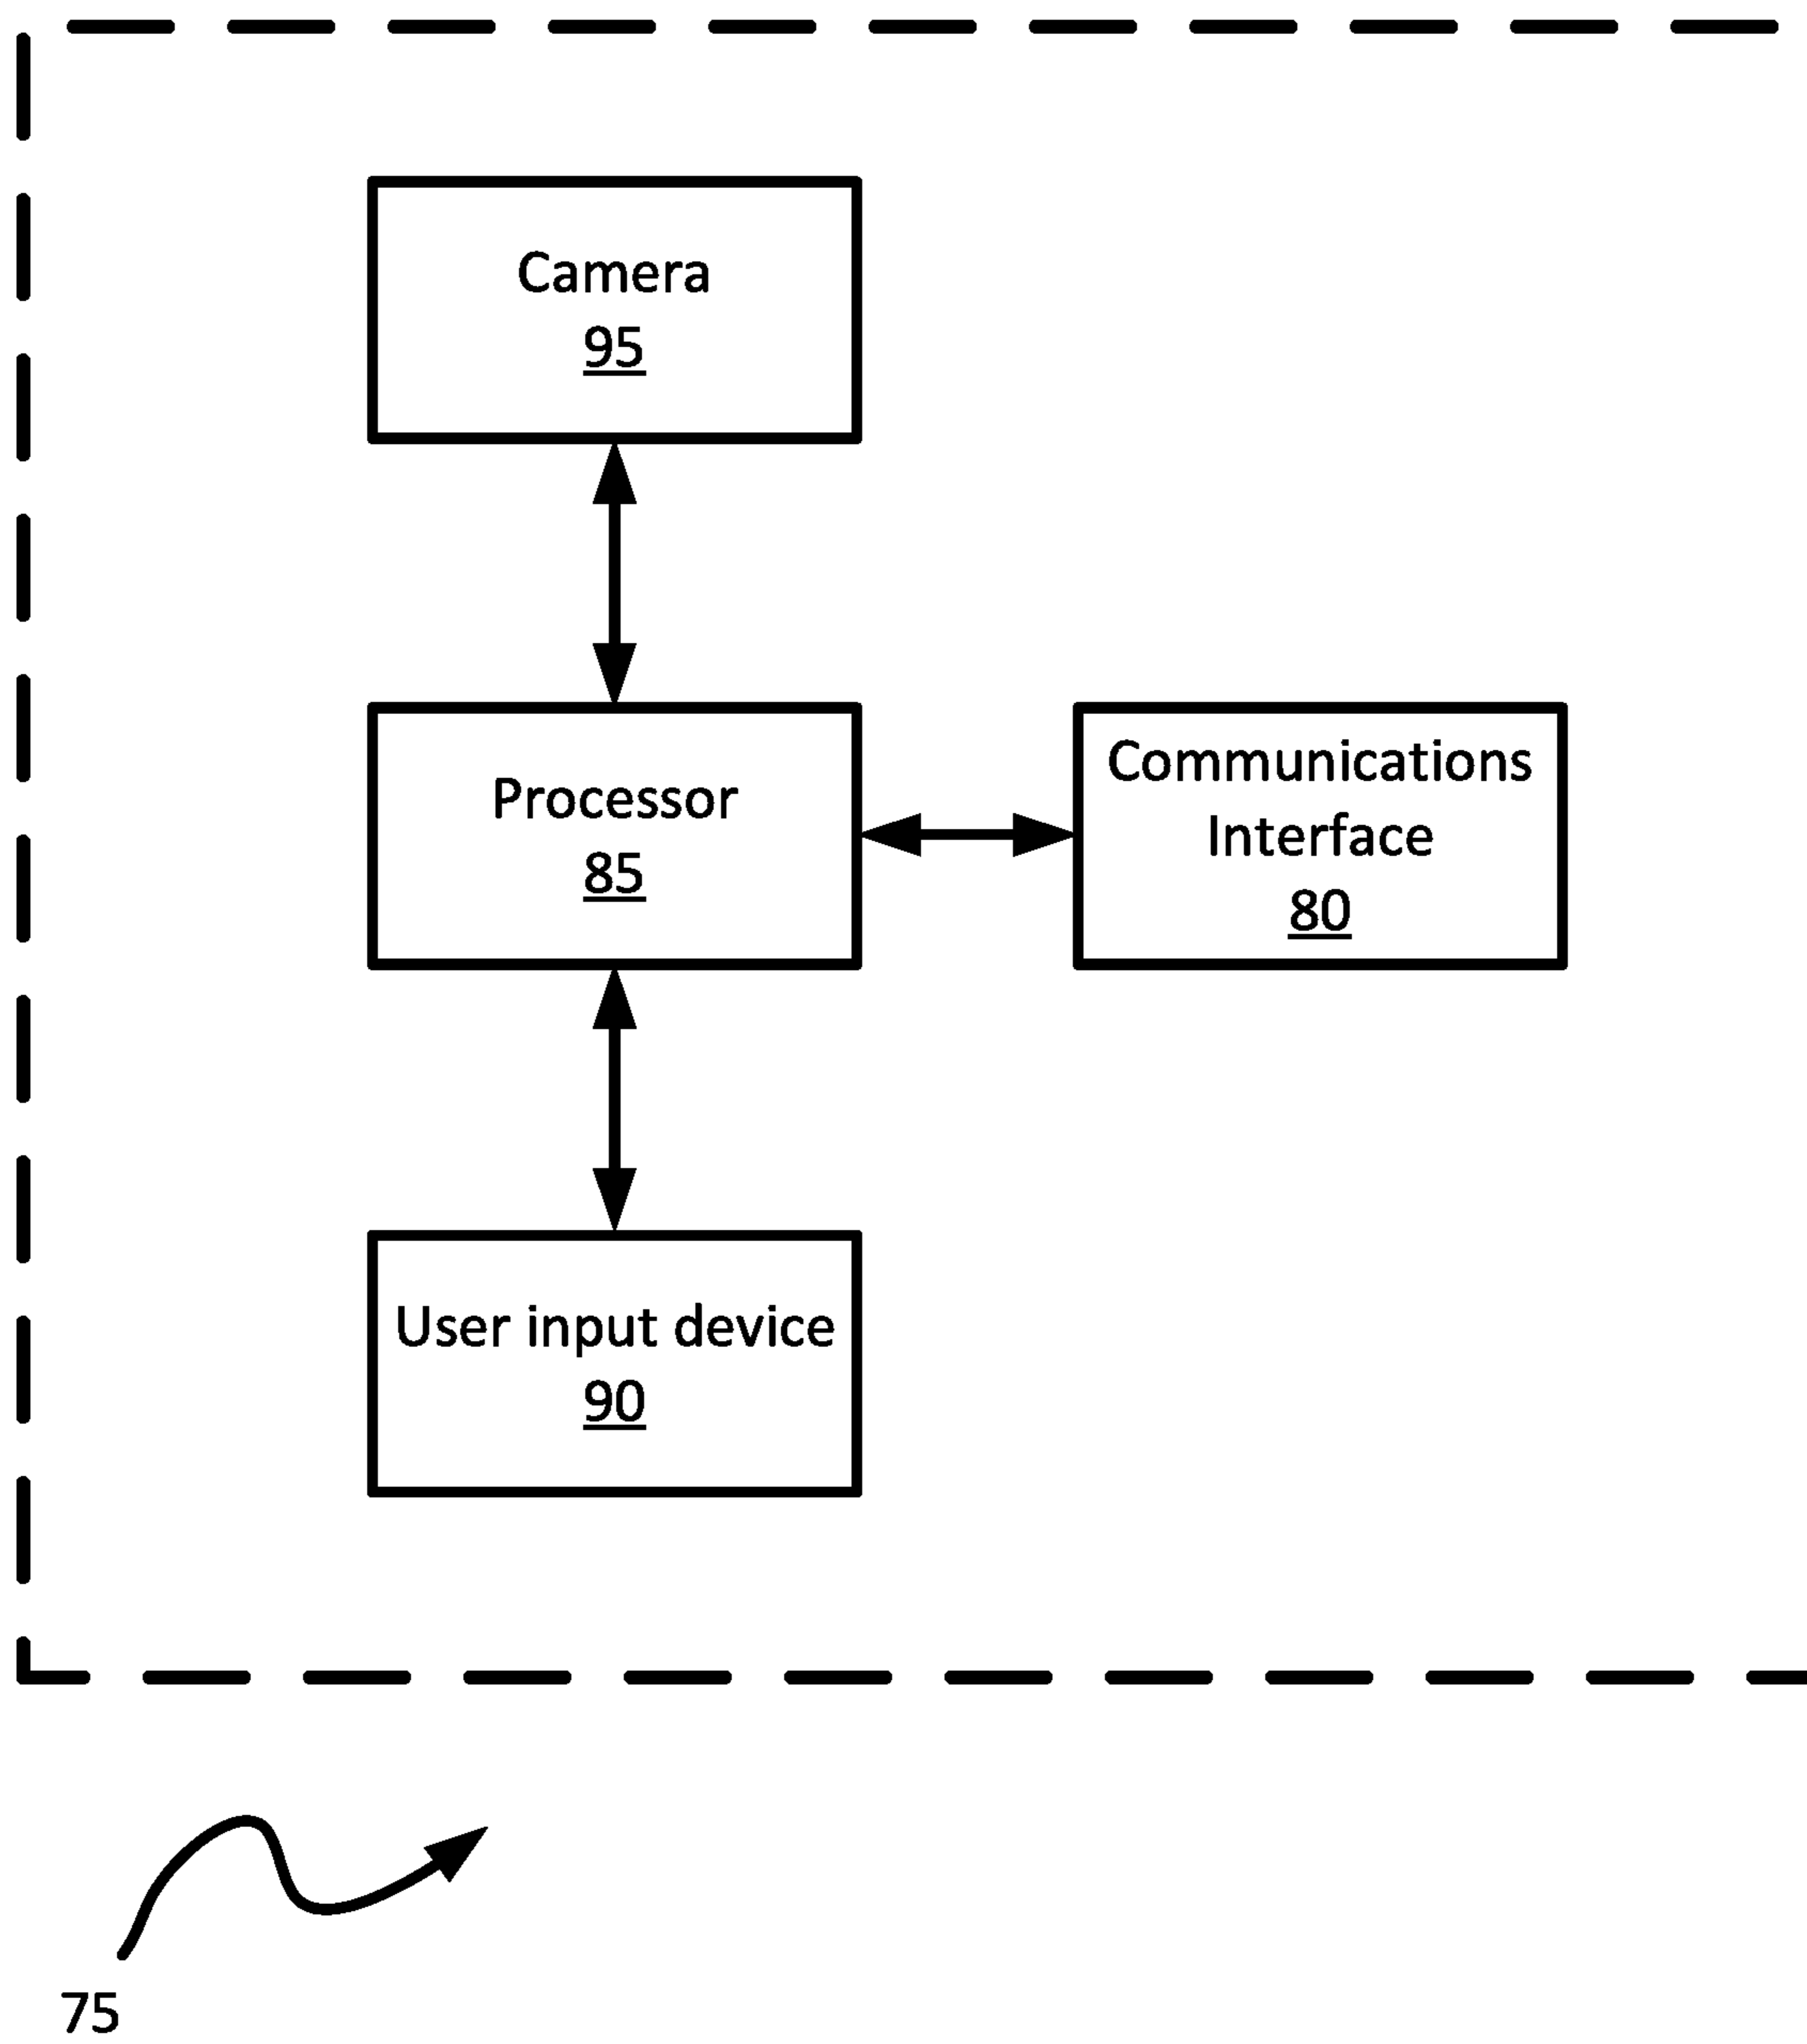 Camera
95
Processor
85
Communications
Interface
80
User input device
90
75